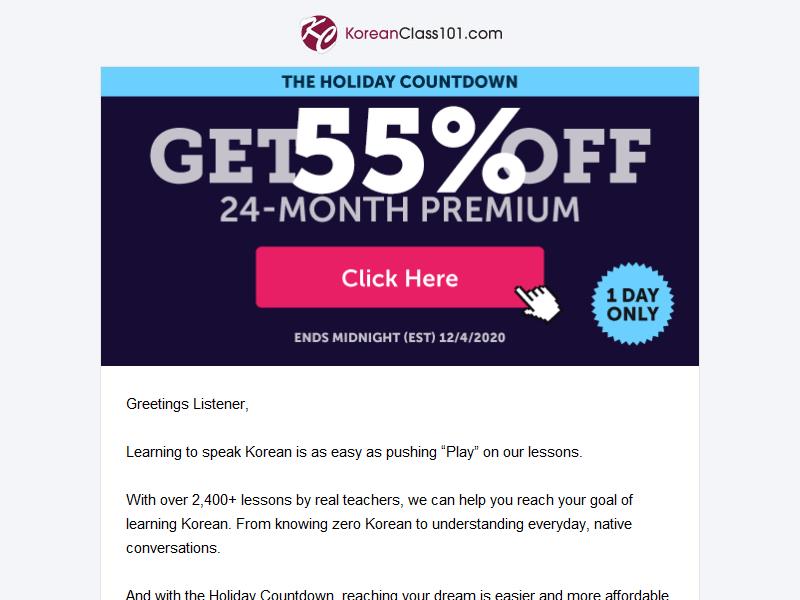 KoreanClass101.com
THE HOLIDAY COUNTDOWN
GET 55% OFF
24-MONTH PREMIUM
Click Here
1 DAY
ONLY
ENDS MIDNIGHT (EST) 12/4/2020
Greetings Listener,
Learning to speak Korean is as easy as pushing “Play” on our lessons.
With over 2,400+ lessons by real teachers, we can help you reach your goal of
learning Korean. From knowing zero Korean to understanding everyday, native
conversations.
And with the Holiday Countdown, reaching your dream is easier and more affordable